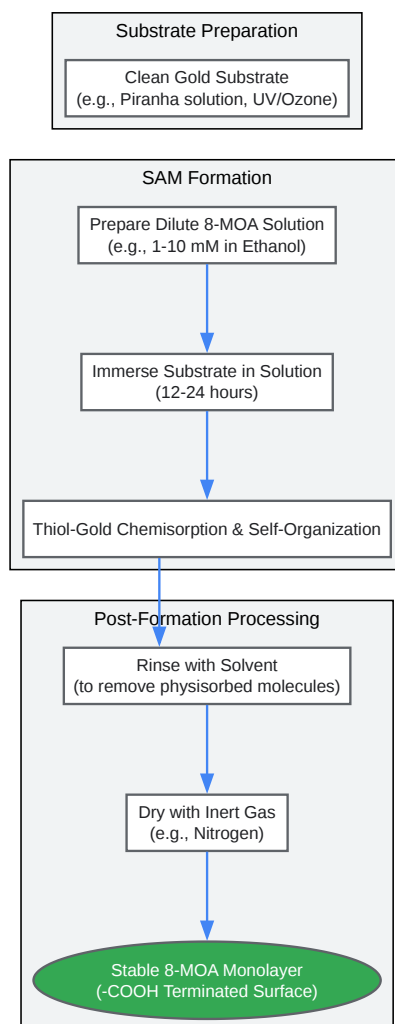 Substrate Preparation
Clean Gold Substrate
(e.g., Piranha solution, UV/Ozone)
SAM Formation
Prepare Dilute 8-MOA Solution
(e.g., 1-10 mM in Ethanol)
Immerse Substrate in Solution
(12-24 hours)
Thiol-Gold Chemisorption & Self-Organization
Post-Formation Processing
Rinse with Solvent
(to remove physisorbed molecules)
Dry with Inert Gas
(e.g., Nitrogen)
Stable 8-MOA Monolayer
(-COOH Terminated Surface)